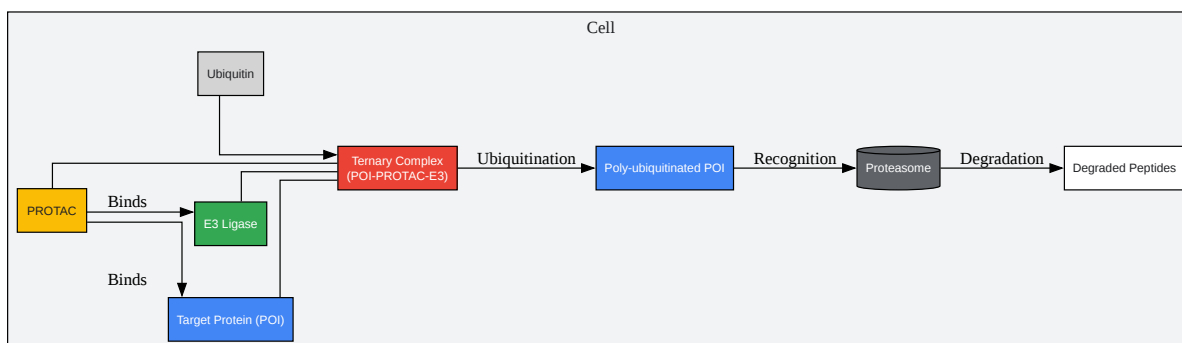 Cell
Ubiquitin
Ternary Complex
(POI-PROTAC-E3)
Ubiquitination
Poly-ubiquitinated POI
Recognition
Proteasome
Degradation
Degraded Peptides
PROTAC
Binds
E3 Ligase
Binds
Target Protein (POI)